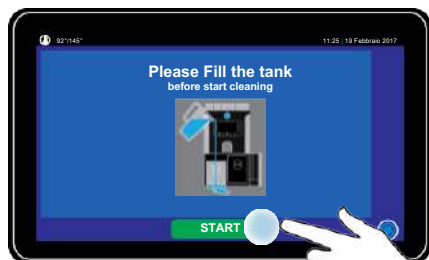 92°/145°
11:25 | 19 Febbraio 2017
Please Fill the tank
before start cleaning
START